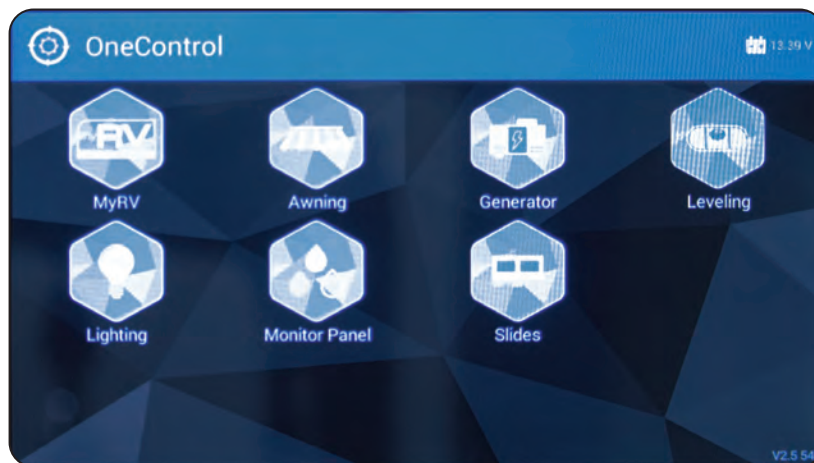 OneControl
13.39 V
MyRV
Awning
Generator
Leveling
Lighting
Monitor Panel
Slides
V2.5 54